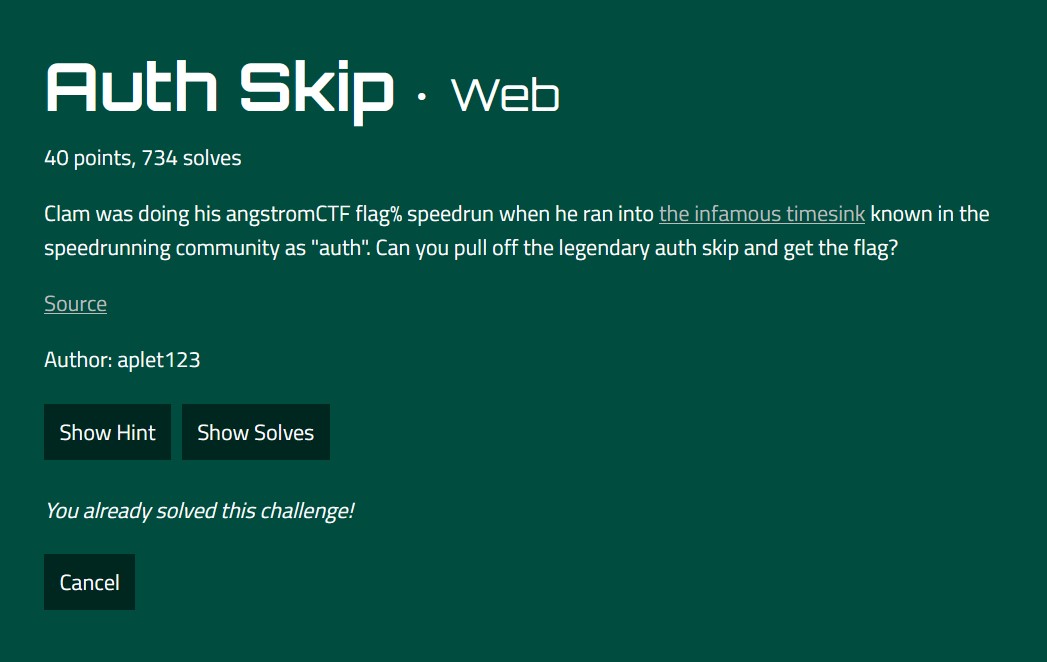 Auth Skip · Web
40 points, 734 solves
Clam was doing his angstromCTF flag% speedrun when he ran into the infamous timesink known in the
speedrunning community as "auth". Can you pull off the legendary auth skip and get the flag?
Source
Author: aplet123
Show Hint Show Solves
You already solved this challenge!
Cancel